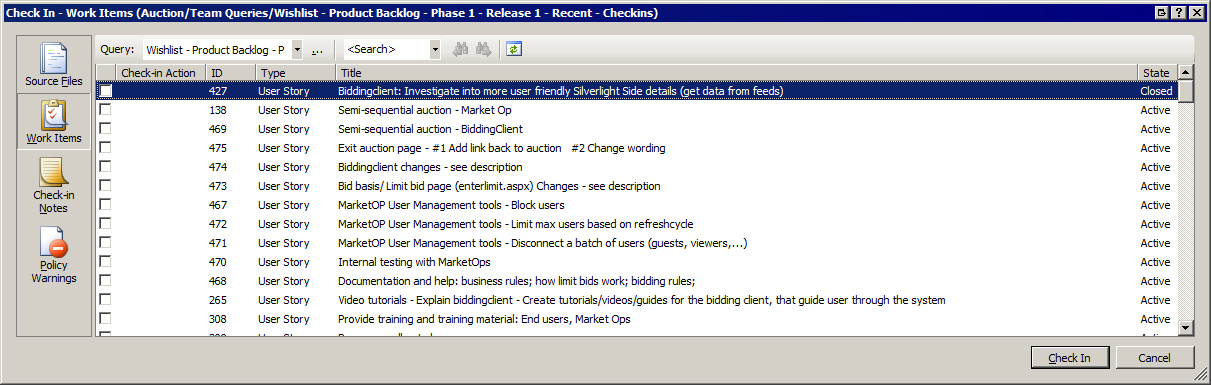 Check In - Work Items (Auction/Team Queries/Wishlist - Product Backlog - Phase 1 - Release 1 - Recent - Checkins)
Source Files
Work Items
Check-in
Notes
Policy
Warnings
Query: Wishlist - Product Backlog - P ... <Search>
Check-in Action ID Type Title State
427 User Story Biddingclient: Investigate into more user friendly Silverlight Side details (get data from feeds) Closed
138 User Story Semi-sequential auction - Market Op Active
469 User Story Semi-sequential auction - BiddingClient Active
475 User Story Exit auction page - #1 Add link back to auction #2 Change wording Active
474 User Story Biddingclient changes - see description Active
473 User Story Bid basis/ Limit bid page (enterlimit.aspx) Changes - see description Active
467 User Story MarketOP User Management tools - Block users Active
472 User Story MarketOP User Management tools - Limit max users based on refreshcycle Active
471 User Story MarketOP User Management tools - Disconnect a batch of users (guests, viewers,...) Active
470 User Story Internal testing with MarketOps Active
468 User Story Documentation and help: business rules; how limit bids work; bidding rules; Active
265 User Story Video tutorials - Explain biddingclient - Create tutorials/videos/guides for the bidding client, that guide user through the system Active
308 User Story Provide training and training material: End users, Market Ops Active
Check In Cancel